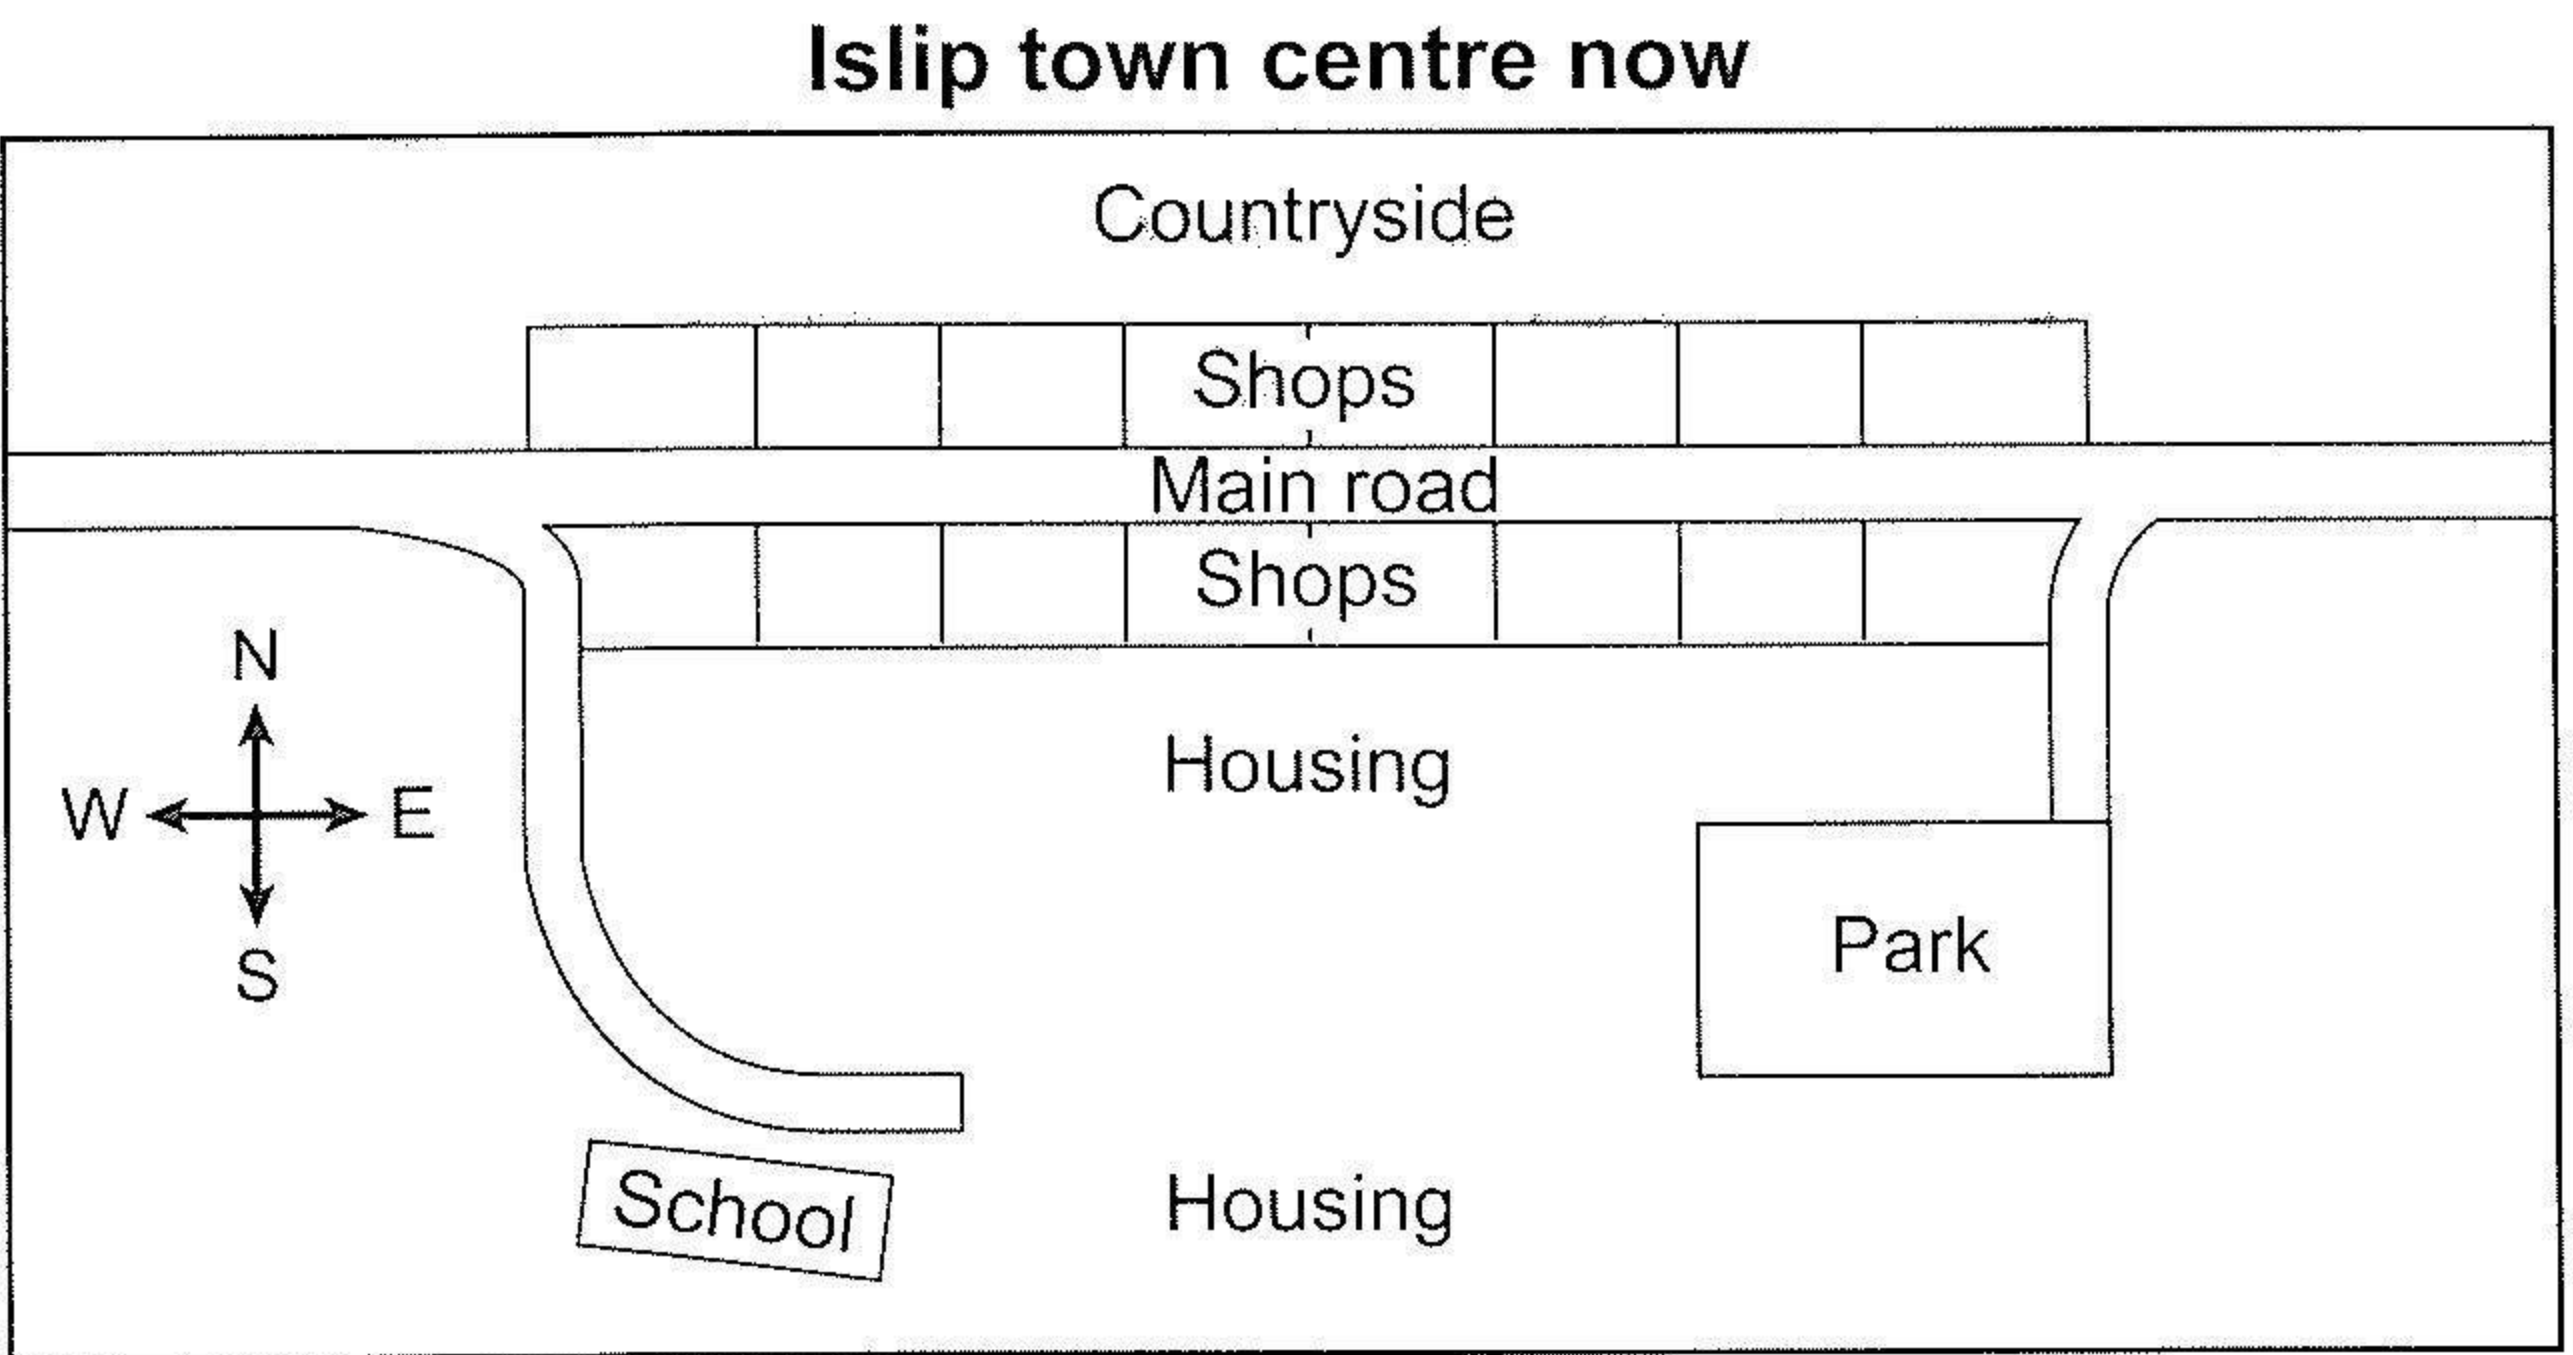 Islip town centre now
Countryside
Shops
Main road
Shops
N
W E
S
Housing
Park
School
Housing